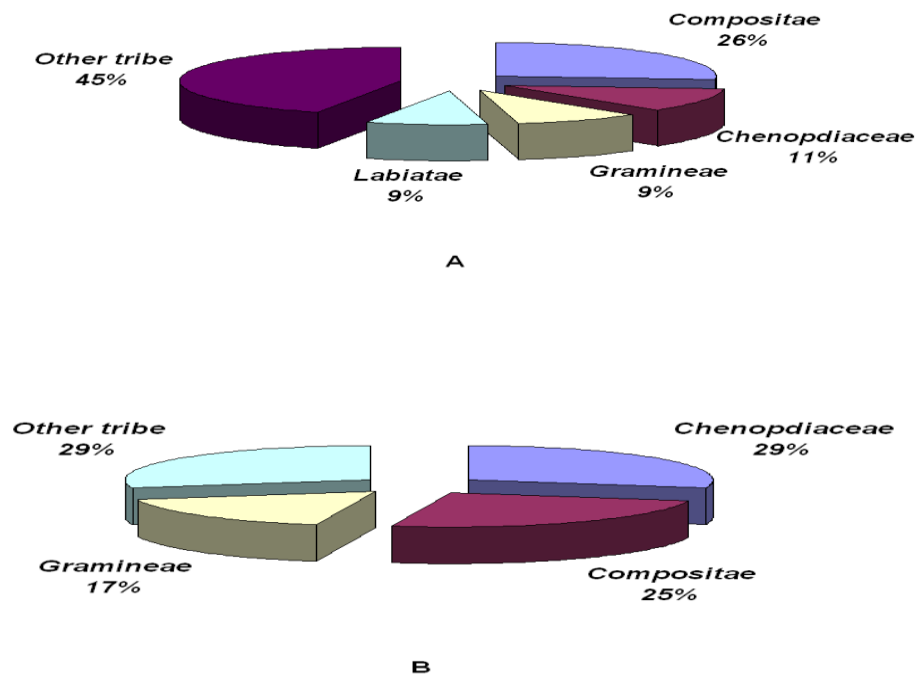 Compositae
26%
Other tribe
45%
Chenopdiaceae
11%
Gramineae
9%
Labiatae
9%
A
Other tribe
29%
Chenopdiaceae
29%
Gramineae
17%
Compositae
25%
B